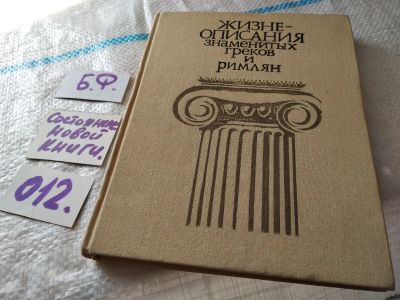 ЖИЗНЕ-
ОПИСАНИЯ
знаменитых
греков
и
римлян
Б.Ф.
Состояние
новой
книги.
012.